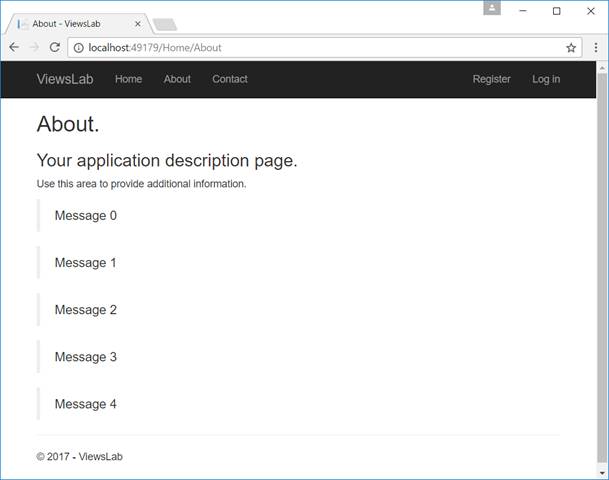 About - ViewsLab
localhost:49179/Home/About
ViewsLab Home About Contact Register Log in
About.
Your application description page.
Use this area to provide additional information.
Message 0
Message 1
Message 2
Message 3
Message 4
© 2017 - ViewsLab